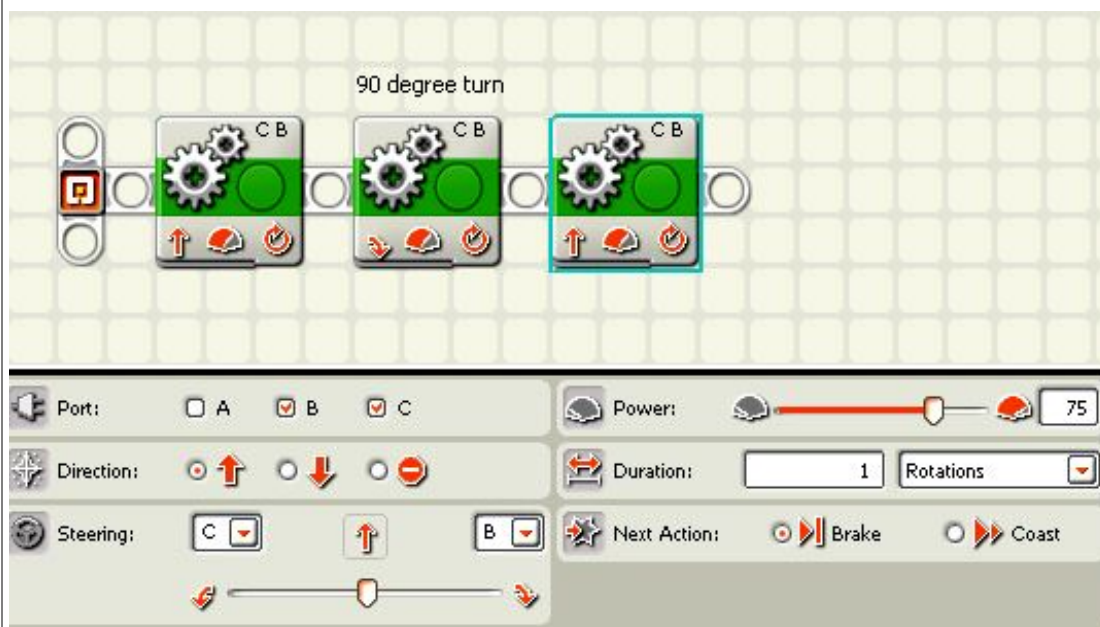 90 degree turn
C B
C B
C B
Port:
A
B
C
Power:
75
Direction:
Duration:
1
Rotations
Steering:
C
B
Next Action:
Brake
Coast